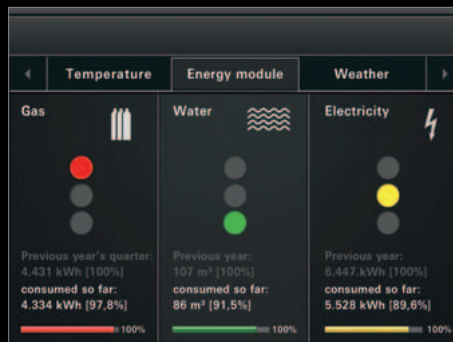 Temperature
Energy module
Weather
Gas
Previous year's quarter:
4.431 kWh [100%]
consumed so far:
4.334 kWh [97,8%]
100%
Water
Previous year:
107 m³ [100%]
consumed so far:
86 m³ [91,5%]
100%
Electricity
Previous year:
6.447.kWh [100%]
consumed so far:
5.528 kWh [89,6%]
100%